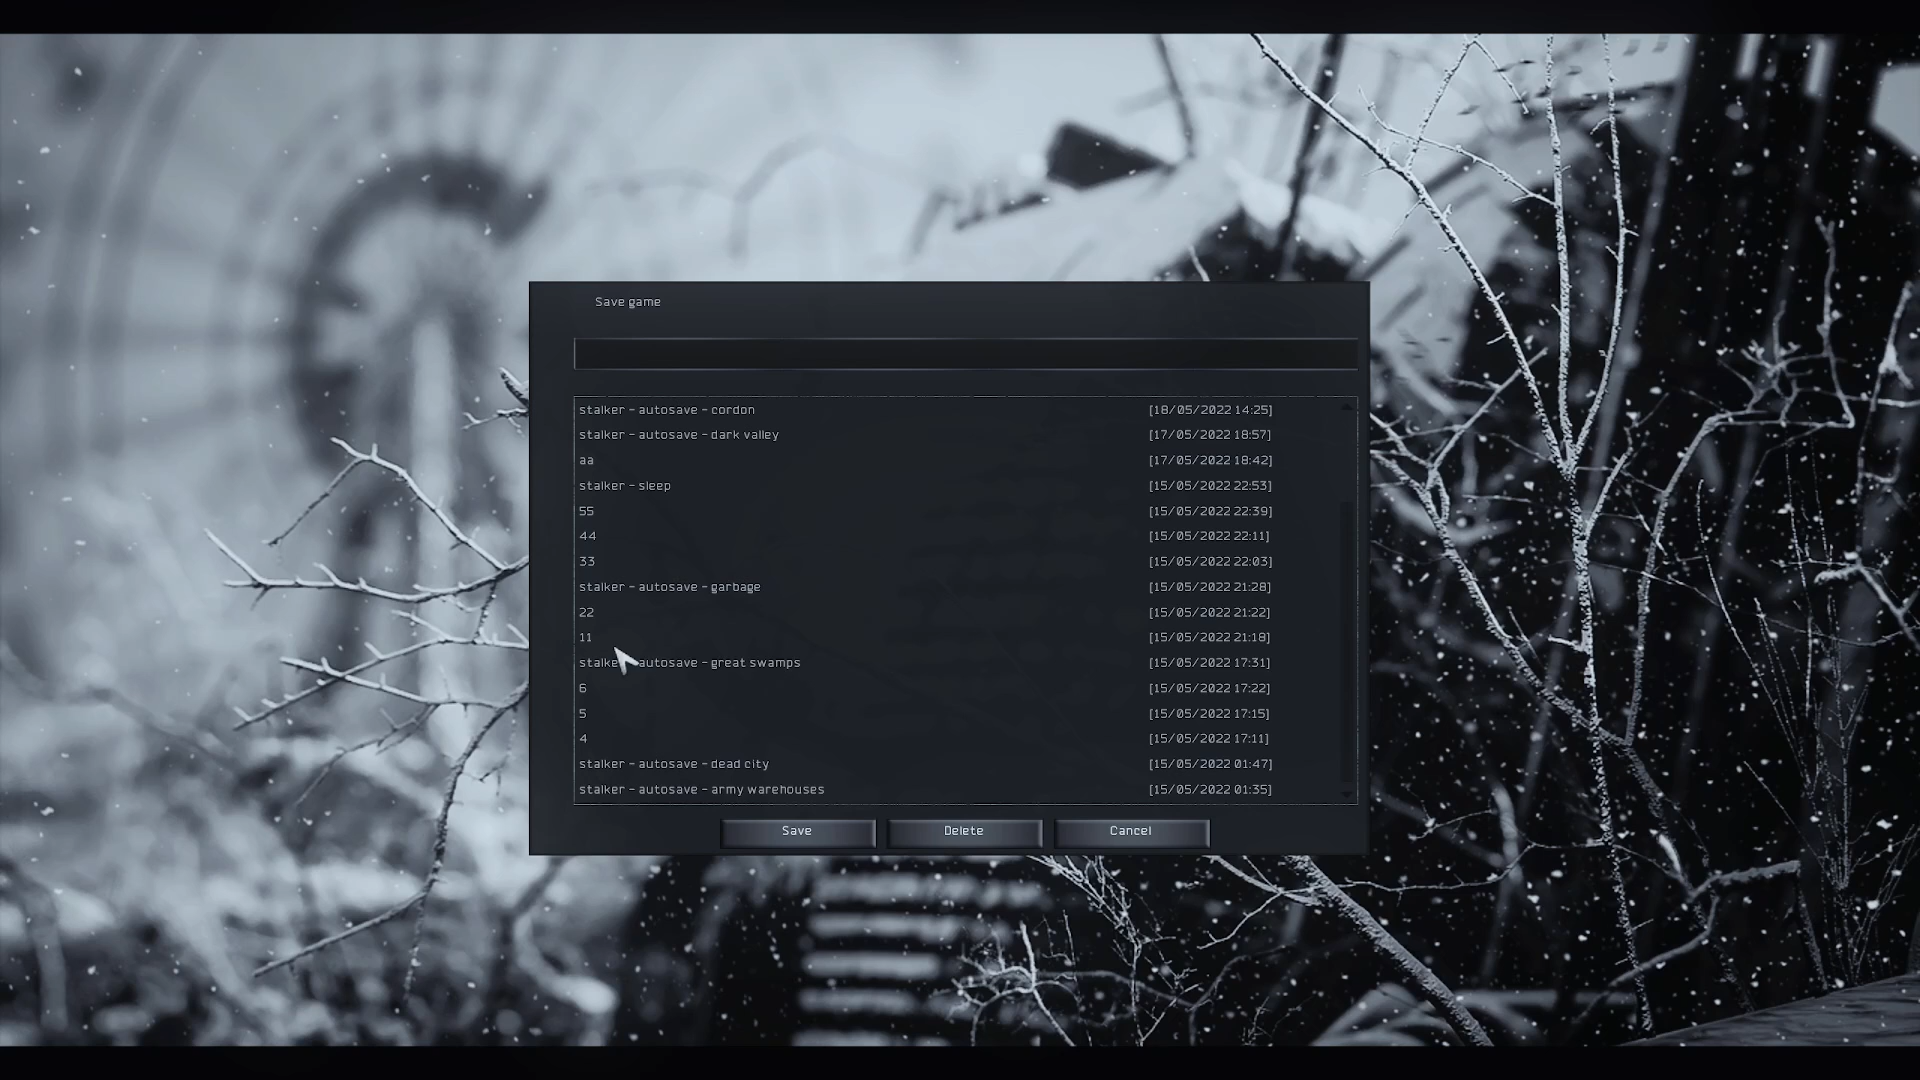 Save game
stalker - autosave - cordon [18/05/2022 14:25]
stalker - autosave - dark valley [17/05/2022 18:57]
aa [17/05/2022 18:42]
stalker - sleep [15/05/2022 22:53]
55 [15/05/2022 22:39]
44 [15/05/2022 22:11]
33 [15/05/2022 22:03]
stalker - autosave - garbage [15/05/2022 21:28]
22 [15/05/2022 21:22]
11 [15/05/2022 21:18]
stalker - autosave - great swamps [15/05/2022 17:31]
6 [15/05/2022 17:22]
5 [15/05/2022 17:15]
4 [15/05/2022 17:11]
stalker - autosave - dead city [15/05/2022 01:47]
stalker - autosave - army warehouses [15/05/2022 01:35]
Save Delete Cancel